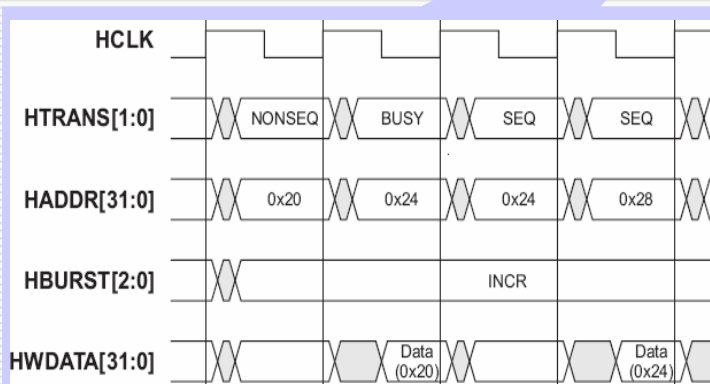 HCLK
HTRANS[1:0] NONSEQ BUSY SEQ SEQ
HADDR[31:0] 0x20 0x24 0x24 0x28
HBURST[2:0] INCR
HWDATA[31:0] Data (0x20) Data (0x24)